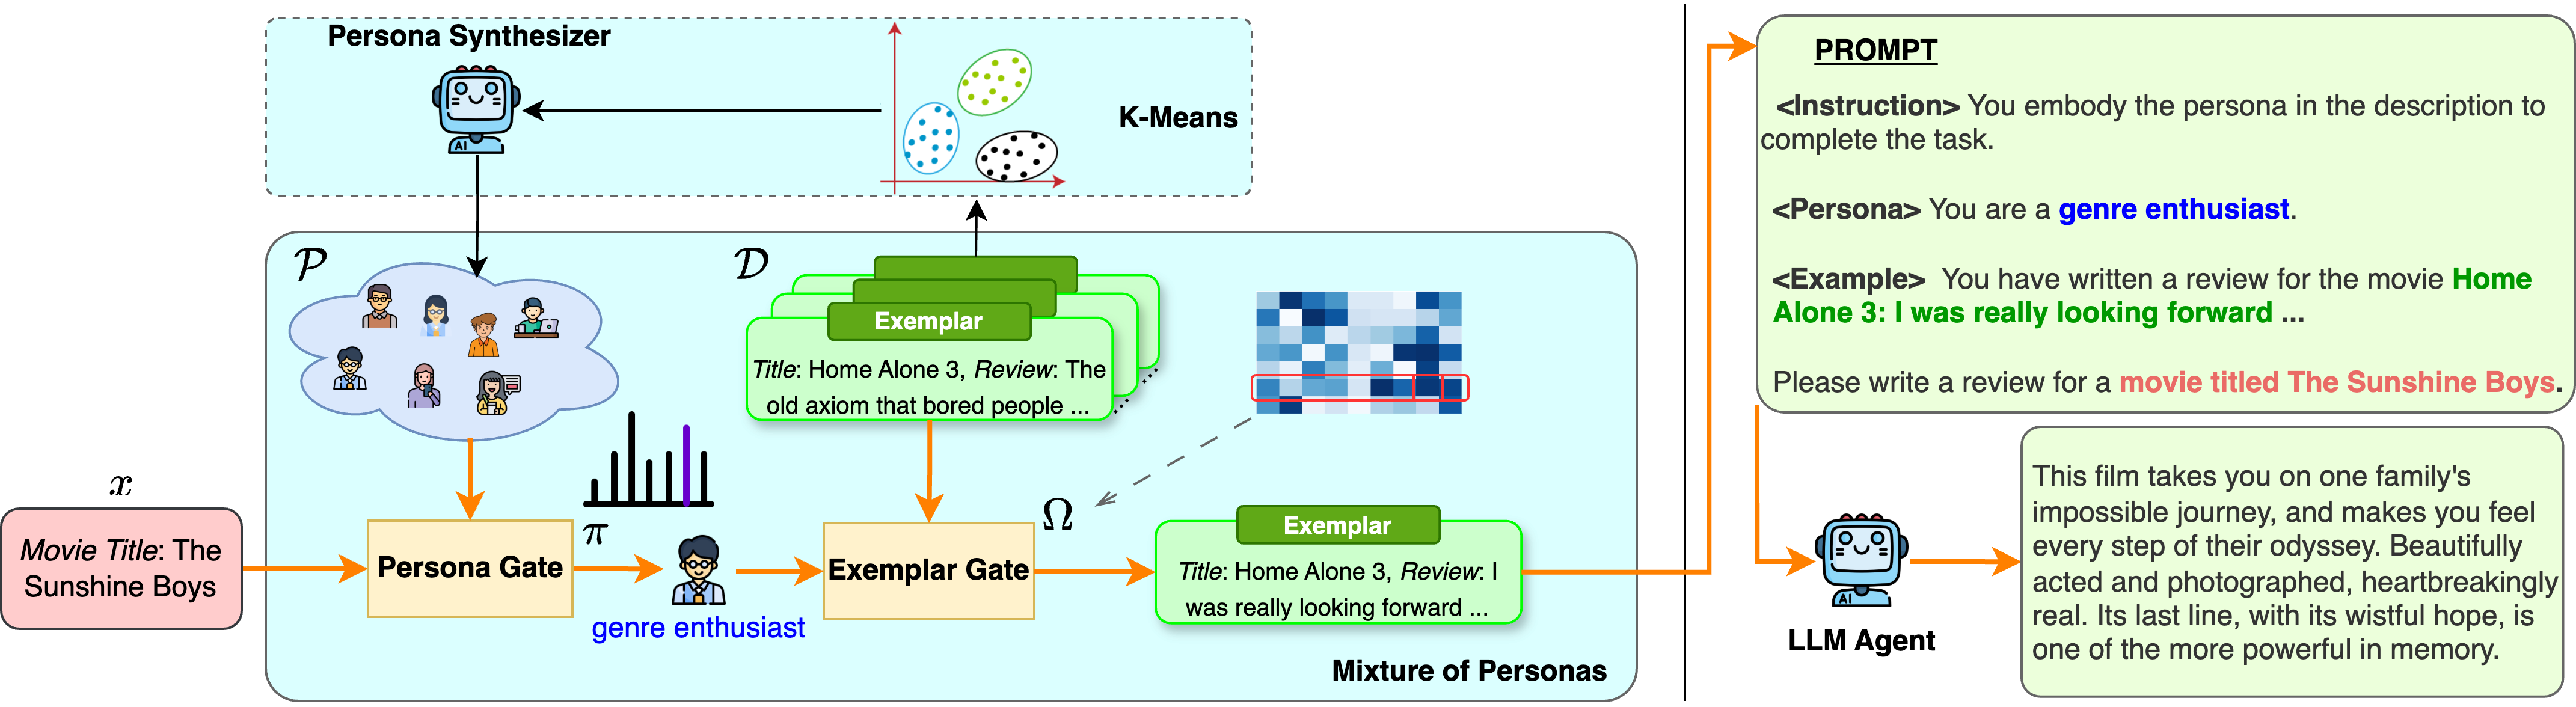 Persona Synthesizer
AI
K-Means
𝒫
𝒟
Exemplar
Title: Home Alone 3, Review: The
old axiom that bored people ...
x
Movie Title: The
Sunshine Boys
Persona Gate
π
genre enthusiast
Exemplar Gate
Ω
Exemplar
Title: Home Alone 3, Review: I
was really looking forward ...
Mixture of Personas
PROMPT
<Instruction> You embody the persona in the description to
complete the task.
<Persona> You are a genre enthusiast.
<Example> You have written a review for the movie Home
Alone 3: I was really looking forward ...
Please write a review for a movie titled The Sunshine Boys.
AI
LLM Agent
This film takes you on one family's
impossible journey, and makes you feel
every step of their odyssey. Beautifully
acted and photographed, heartbreakingly
real. Its last line, with its wistful hope, is
one of the more powerful in memory.